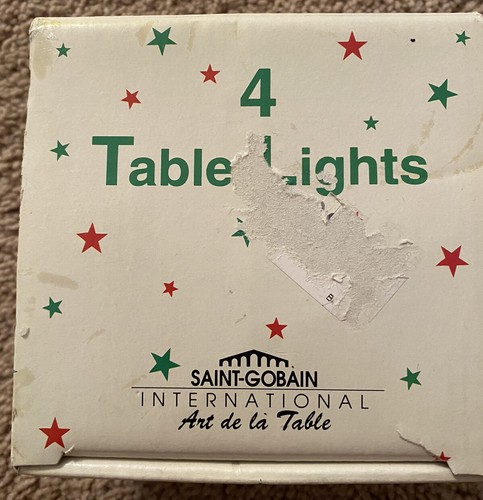 4
Table Lights
B
SAINT-GOBAIN
INTERNATIONAL
Art de la Table